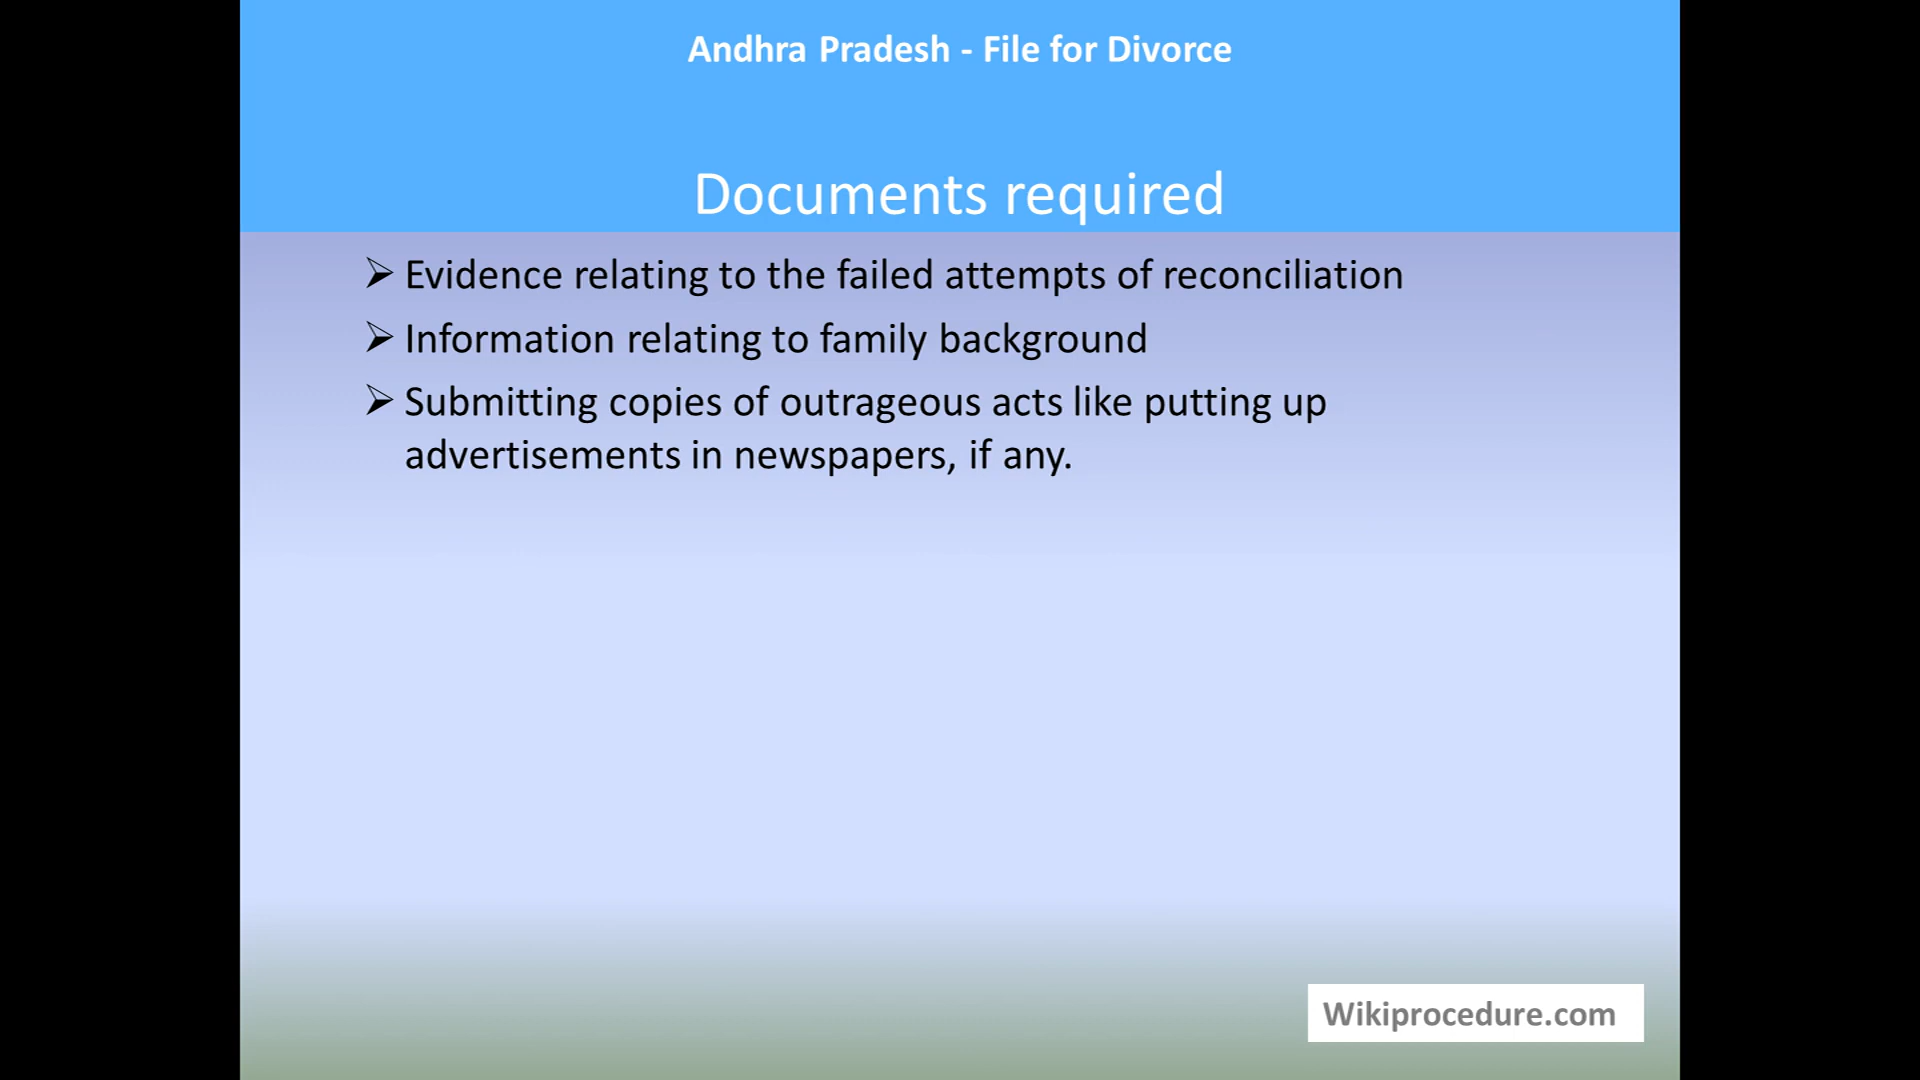 Andhra Pradesh - File for Divorce
Documents required
➢ Evidence relating to the failed attempts of reconciliation
➢ Information relating to family background
➢ Submitting copies of outrageous acts like putting up
advertisements in newspapers, if any.
Wikiprocedure.com